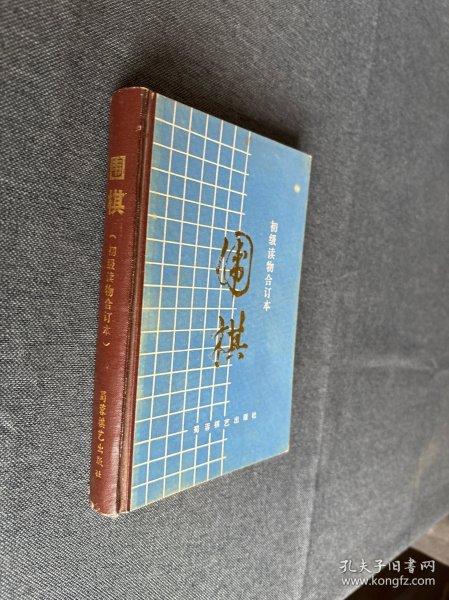 围棋
（初级读物合订本）
蜀蓉棋艺出版社
初级读物合订本
围棋
蜀蓉棋艺出版社
孔夫子旧书网
www.kongfz.com